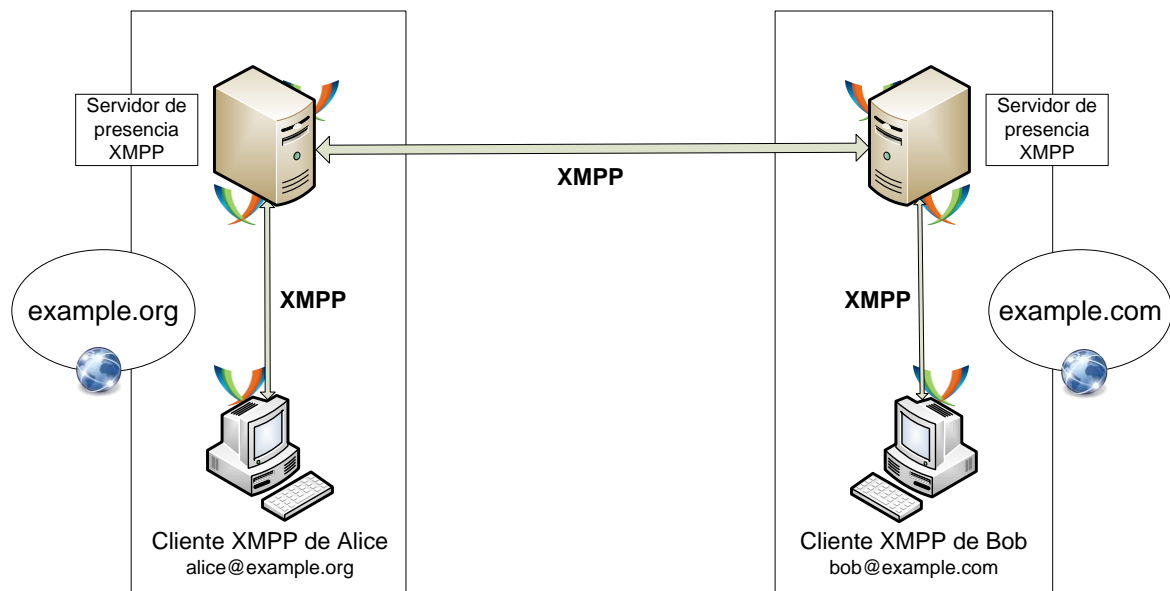 Servidor de
presencia
XMPP
Servidor de
presencia
XMPP
XMPP
XMPP
XMPP
example.org
example.com
Cliente XMPP de Alice
alice@example.org
Cliente XMPP de Bob
bob@example.com